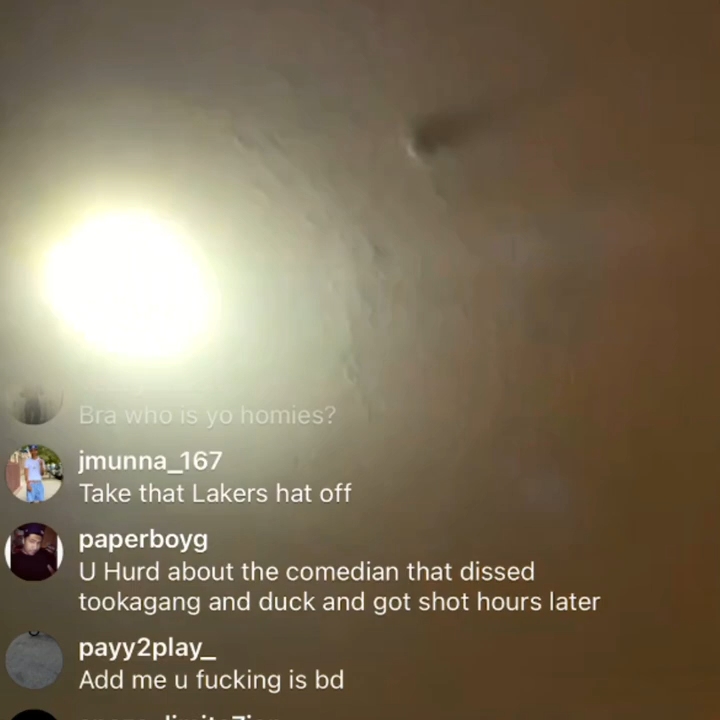 Bra who is yo homies?
jmunna_167
Take that Lakers hat off
paperboyg
U Hurd about the comedian that dissed
tookagang and duck and got shot hours later
payy2play_
Add me u fucking is bd